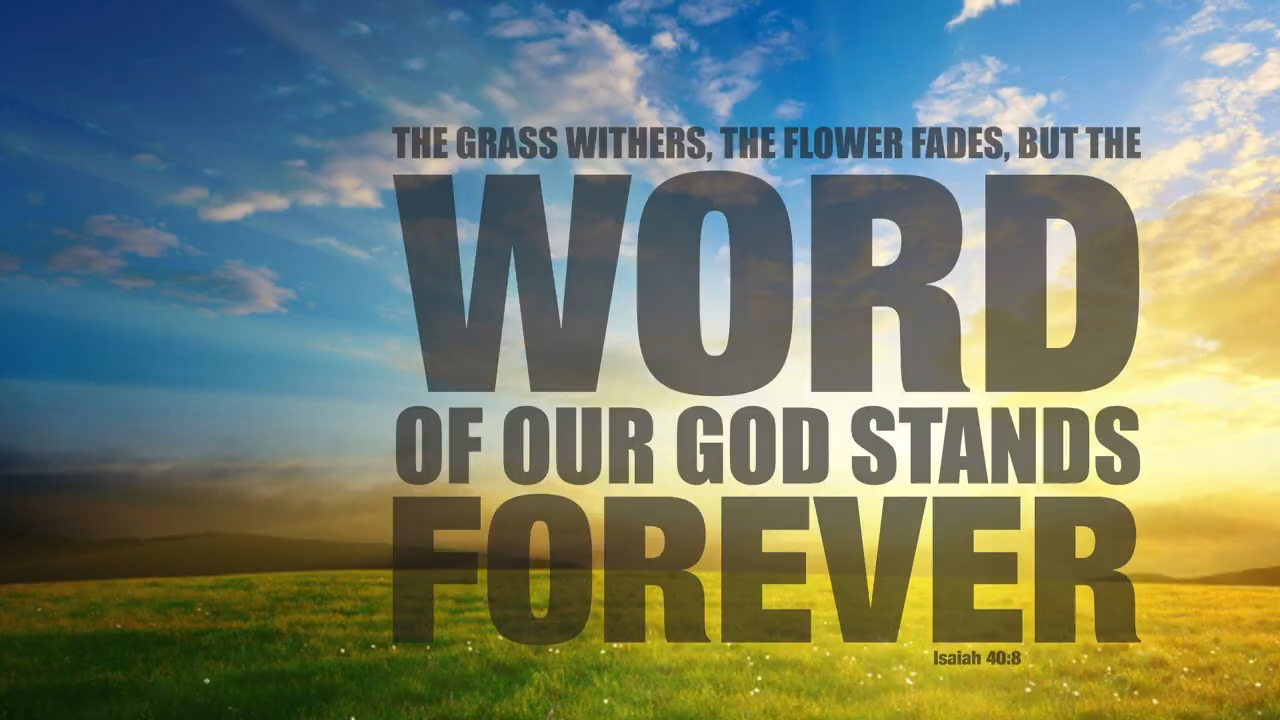 THE GRASS WITHERS, THE FLOWER FADES, BUT THE
WORD
OF OUR GOD STANDS
FOREVER
Isaiah 40:8